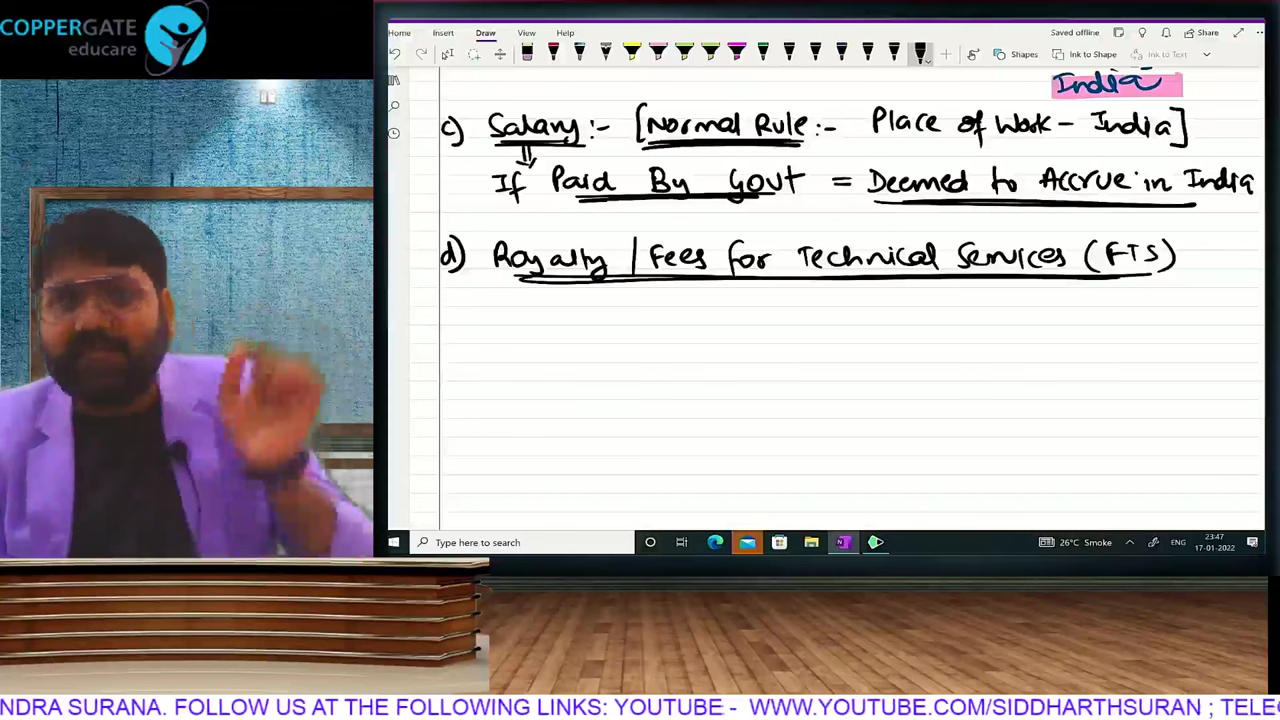 COPPERGATE
educare
Home Insert Draw View Help
Saved offline
Share
Shapes
Ink to Shape
Ink to Text
India
c) Salary :- [Normal Rule :- Place of Work - India]
If Paid By Govt = Deemed to Accrue in India
d) Royalty | Fees for Technical Services (FTS)
Type here to search
26°C Smoke
ENG
23:47
17-01-2022
NDRA SURANA. FOLLOW US AT THE FOLLOWING LINKS: YOUTUBE - WWW.YOUTUBE.COM/SIDDHARTHSURAN ; TELE